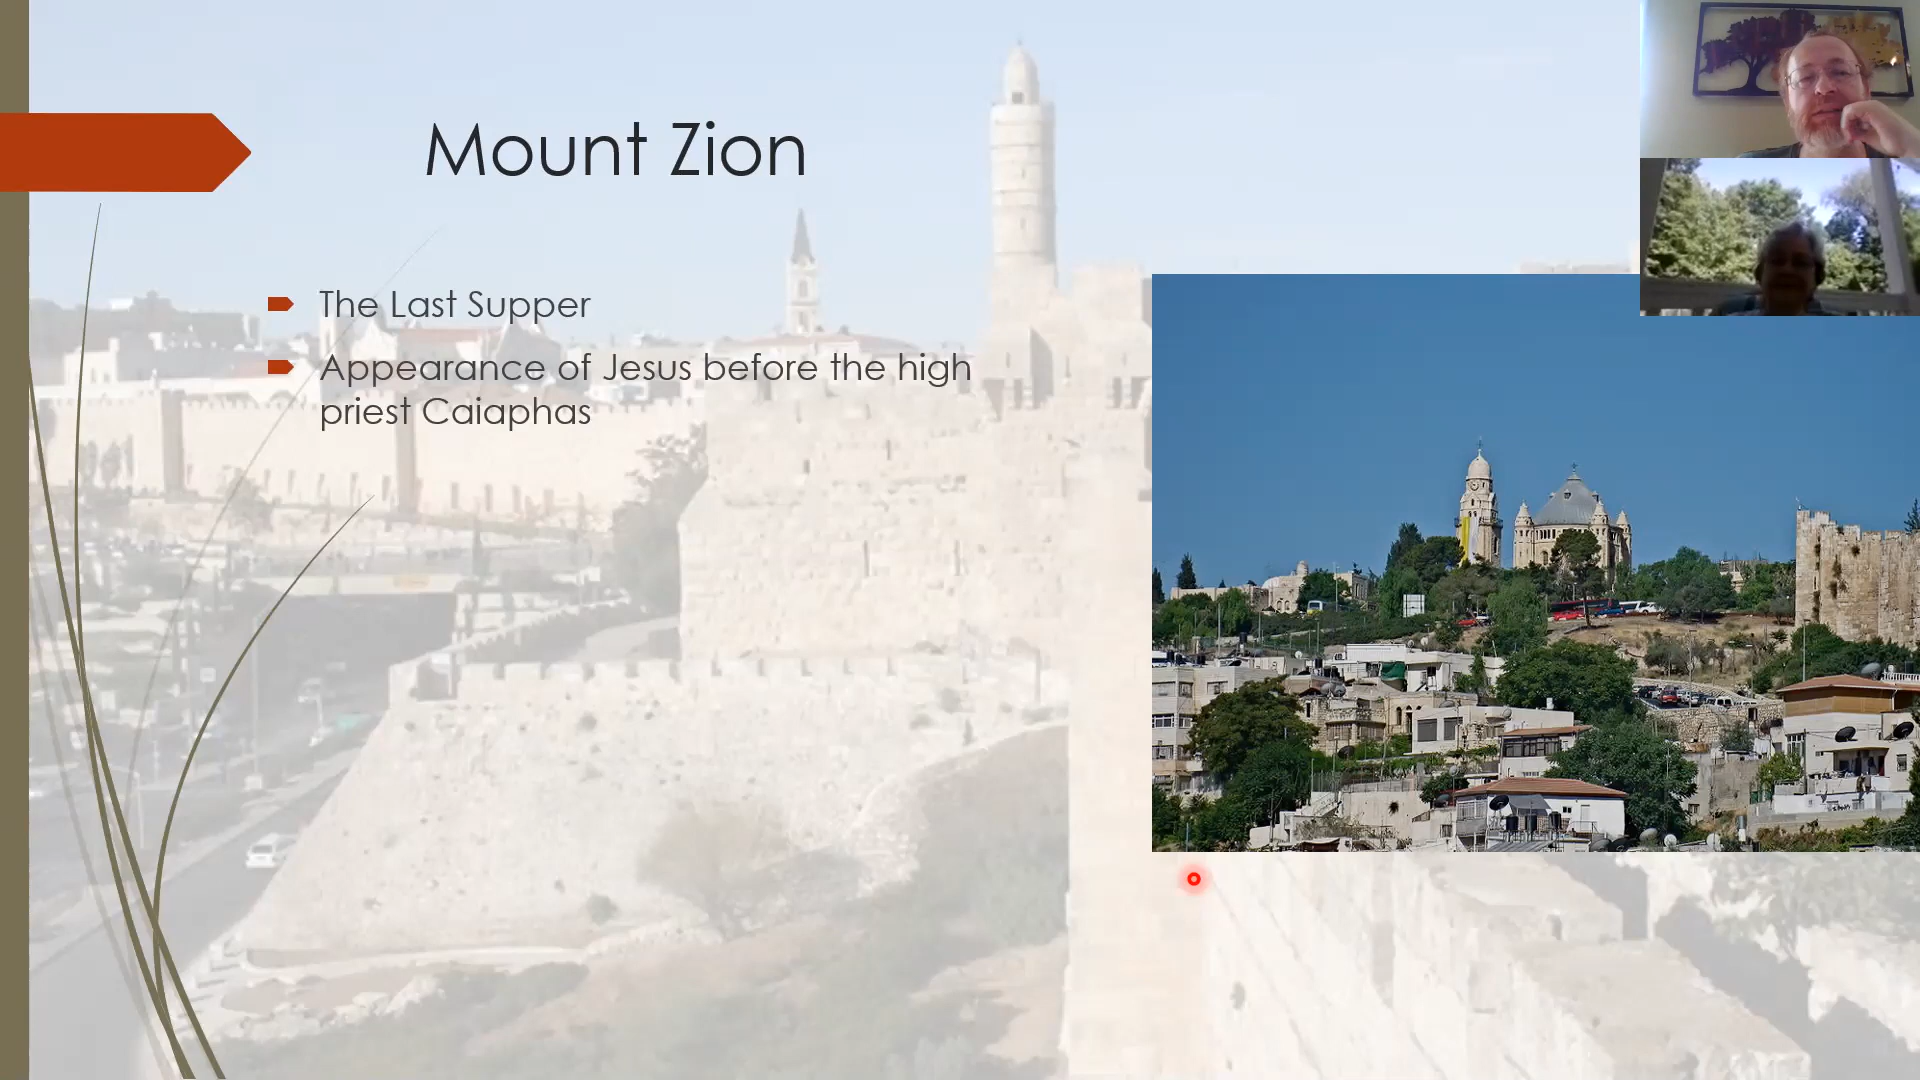 Mount Zion
The Last Supper
Appearance of Jesus before the high
priest Caiaphas